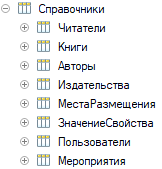 Справочники
Читатели
Книги
Авторы
Издательства
МестаРазмещения
ЗначениеСвойства
Пользователи
Мероприятия